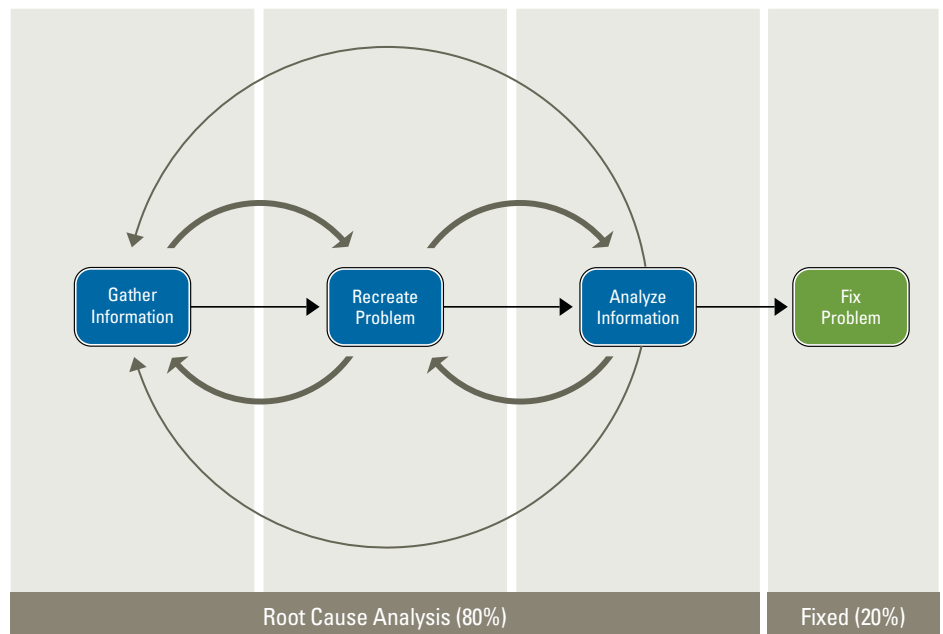 Gather
Information
Recreate
Problem
Analyze
Information
Fix
Problem
Root Cause Analysis (80%)
Fixed (20%)